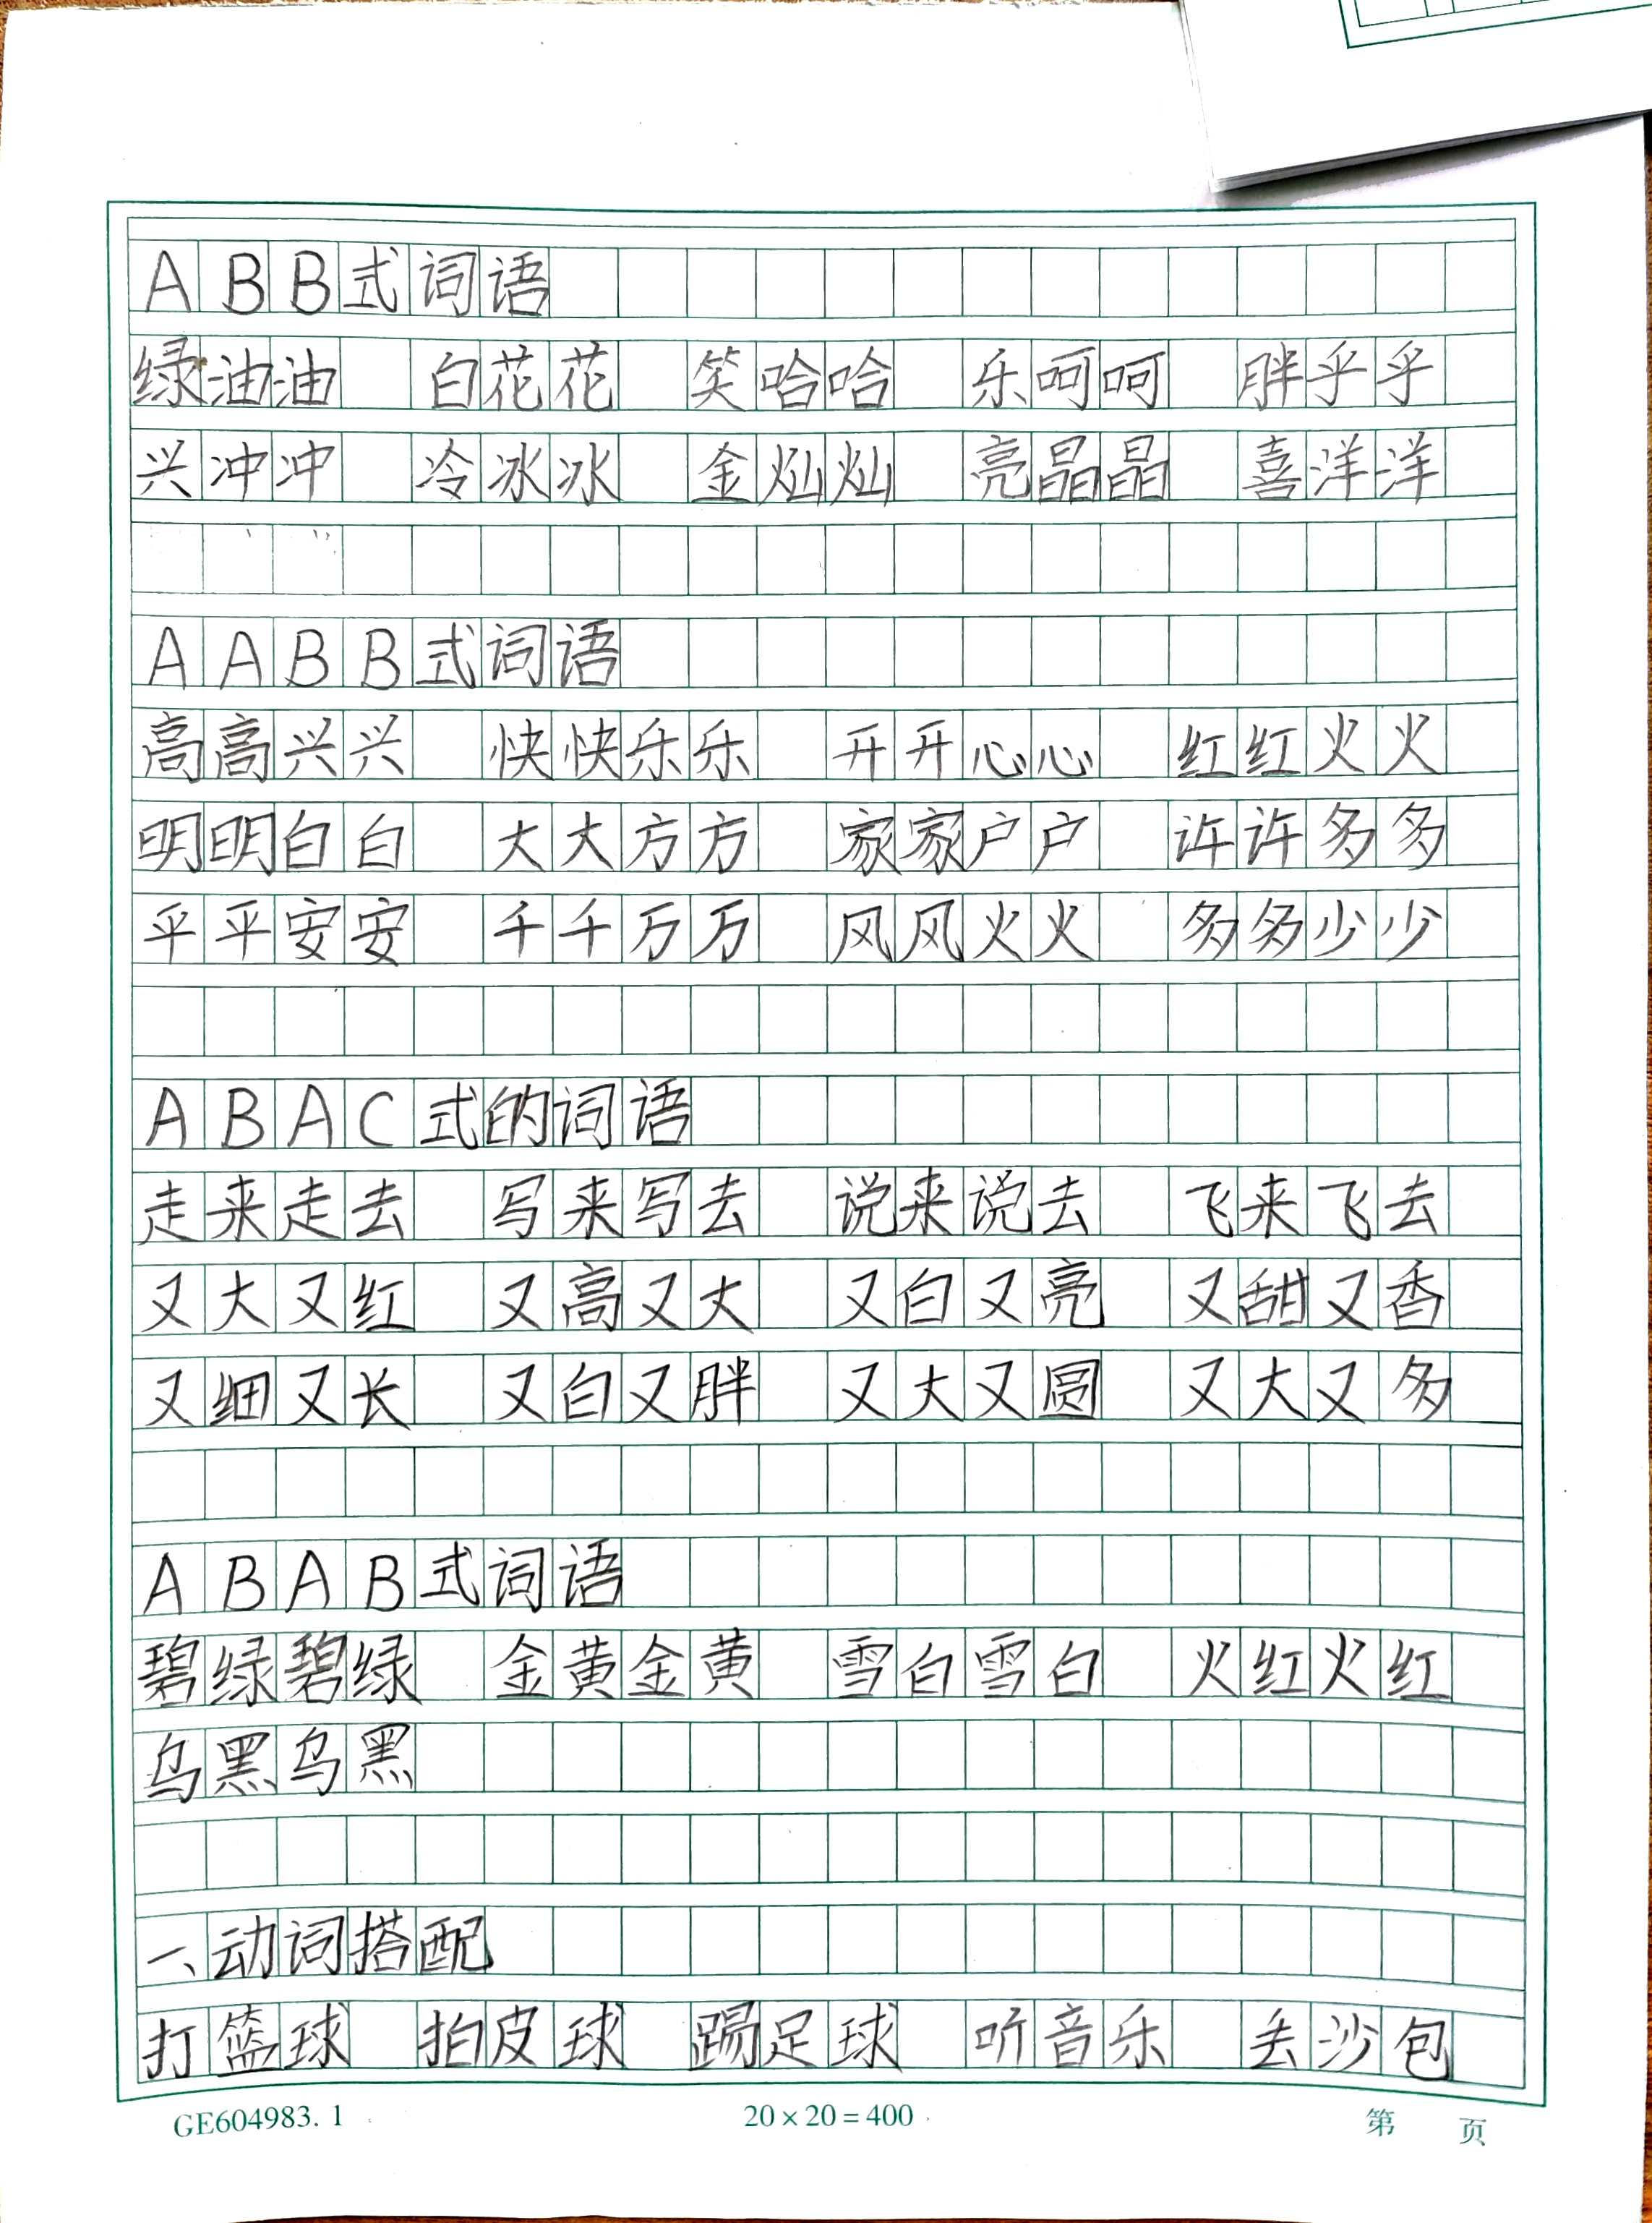 ABB式词语
绿油油 白花花 笑哈哈 乐呵呵 胖乎乎
兴冲冲 冷冰冰 金灿灿 亮晶晶 喜洋洋
AABB式词语
高高兴兴 快快乐乐 开开心心 红红火火
明明白白 大大方方 家家户户 许许多多
平平安安 千千万万 风风火火 多多少少
ABAC式的词语
走来走去 写来写去 说来说去 飞来飞去
又大又红 又高又大 又白又亮 又甜又香
又细又长 又白又胖 又大又圆 又大又多
ABAB式词语
碧绿碧绿 金黄金黄 雪白雪白 火红火红
乌黑乌黑
一、动词搭配
打篮球 拍皮球 踢足球 听音乐 丢沙包
GE604983.1 20×20=400 第 页